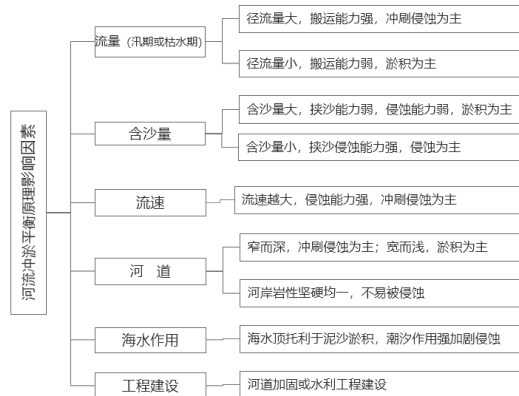 河流冲淤平衡原理影响因素
流量（汛期或枯水期）
径流量大，搬运能力强，冲刷侵蚀为主
径流量小，搬运能力弱，淤积为主
含沙量
含沙量大，挟沙能力弱，侵蚀能力弱，淤积为主
含沙量小，挟沙侵蚀能力强，侵蚀为主
流速
流速越大，侵蚀能力强，冲刷侵蚀为主
河 道
窄而深，冲刷侵蚀为主；宽而浅，淤积为主
河岸岩性坚硬均一，不易被侵蚀
海水作用
海水顶托利于泥沙淤积，潮汐作用强加剧侵蚀
工程建设
河道加固或水利工程建设